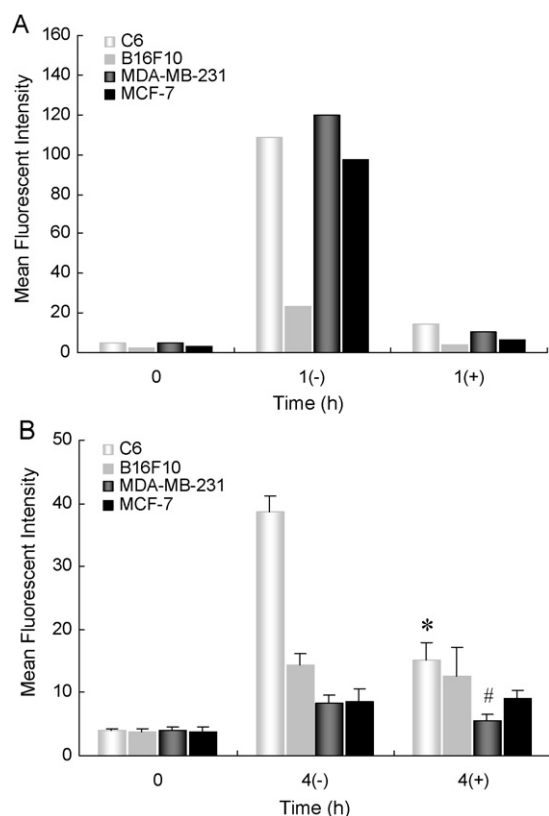 A
C6
B16F10
MDA-MB-231
MCF-7
Mean Fluorescent Intensity
160
140
120
100
80
60
40
20
0
0 1(-) 1(+)
Time (h)
B
C6
B16F10
MDA-MB-231
MCF-7
Mean Fluorescent Intensity
50
40
30
20
10
0
*
#
0 4(-) 4(+)
Time (h)